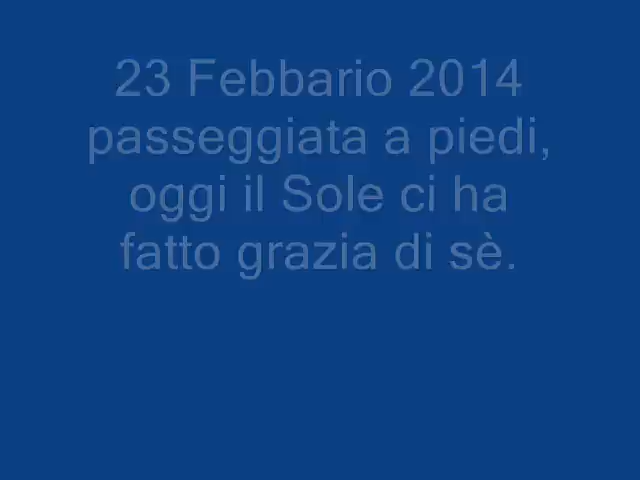 23 Febbario 2014
passeggiata a piedi,
oggi il Sole ci ha
fatto grazia di sè.